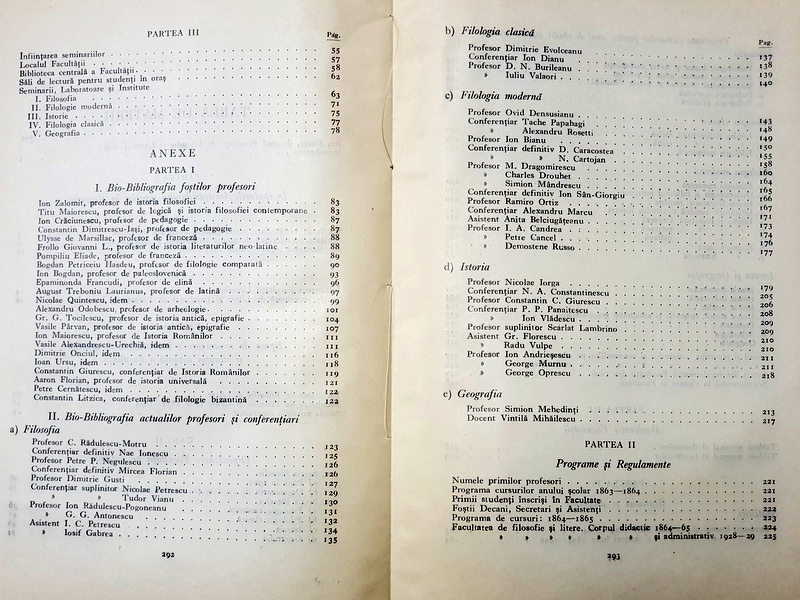 PARTEA III
Pag.
Înființarea seminariilor 55
Localul Facultății 57
Biblioteca centrală a Facultății 58
Săli de lectură pentru studenți în oraș 62
Seminarii, Laboratoare și Institute
I. Filosofia 63
II. Filologie modernă 71
III. Istorie 75
IV. Filologia clasică 77
V. Geografia 78
ANEXE
PARTEA I
I. Bio-Bibliografia foștilor profesori
Ion Zalomit, profesor de istoria filosofiei 83
Titu Maiorescu, profesor de legică și istoria filosofiei contemporane 83
Ion Crăciunescu, profesor de pedagogie 87
Constantin Dimitrescu-Iași, profesor de pedagogie 87
Ulysse de Marsillac, profesor de franceză 88
Frollo Giovanni L., profesor de istoria literaturilor neo-latine 88
Pompiliu Eliade, profesor de franceză 89
Bogdan Petriceiu Hașdeu, profesor de filologie comparată 90
Ion Bogdan, profesor de paleoslovenică 93
Epaminonda Francudi, profesor de elină 96
August Treboniu Laurianus, profesor de latină 97
Nicolae Quintescu, idem 99
Alexandru Odobescu, profesor de arheologie 101
Gr. G. Tocilescu, profesor de istoria antică, epigrafie 104
Vasile Pârvan, profesor de istoria antică, epigrafie 107
Ion Maiorescu, profesor de Istoria Românilor 111
Vasile Alexandrescu-Urechiă, idem 111
Dimitrie Onciul, idem 116
Ioan Ursu, idem 118
Constantin Giurescu, conferențiar de Istoria Românilor 119
Aaron Florian, profesor de istoria universală 121
Petre Cernătescu, idem 122
Constantin Litzica, conferențiar de filologie bizantină 122
II. Bio-Bibliografia actualilor profesori și conferențiari
a) Filosofia
Profesor C. Rădulescu-Motru 123
Conferențiar definitiv Nae Ionescu 125
Profesor Petre P. Negulescu 126
Conferențiar definitiv Mircea Florian 126
Profesor Dimitrie Gusti 127
Conferențiar suplinitor Nicolae Petrescu 129
» » Tudor Vianu 130
Profesor Ion Rădulescu-Pogoneanu 131
» G. G. Antonescu 132
Asistent I. C. Petrescu 134
» Iosif Gabrea 135
292
b) Filologia clasică
Pag.
Profesor Dimitrie Evolceanu 137
Conferențiar Ion Dianu 138
Profesor D. N. Burileanu 139
» Iuliu Valaori 140
c) Filologia modernă
Profesor Ovid Densusianu 143
Conferențiar Tache Papahagi 148
» Alexandru Rosetti 149
Profesor Ion Bianu 150
Conferențiar definitiv D. Caracostea 155
» » N. Cartojan 158
Profesor M. Dragomirescu 160
» Charles Drouhet 164
» Simion Mândrescu 165
Conferențiar definitiv Ion Sân-Giorgiu 166
Profesor Ramiro Ortiz 167
Conferențiar Alexandru Marcu 171
Asistent Anița Belciugățeanu 173
Profesor I. A. Candrea 174
» Petre Cancel 176
» Demostene Russo 177
d) Istoria
Profesor Nicolae Iorga 179
Conferențiar N. A. Constantinescu 205
Profesor Constantin C. Giurescu 206
Conferențiar P. P. Panaitescu 208
» Ion Vlădescu 209
Profesor suplinitor Scarlat Lambrino 209
Asistent Gr. Florescu 210
» Radu Vulpe 210
Profesor Ion Andrieșescu 211
» George Murnu 211
» George Oprescu 218
e) Geografia
Profesor Simion Mehedinți 213
Docent Vintilă Mihăilescu 217
PARTEA II
Programe și Regulamente
Numele primilor profesori 221
Programa cursurilor anului școlar 1863—1864 221
Primii studenți înscriși în Facultate 221
Foștii Decani, Secretari și Asistenți 222
Programa de cursuri: 1864—1865 223
Facultatea de filosofie și litere. Corpul didactic 1864—65 224
» » » » » » și administrativ 1928—29 225
293